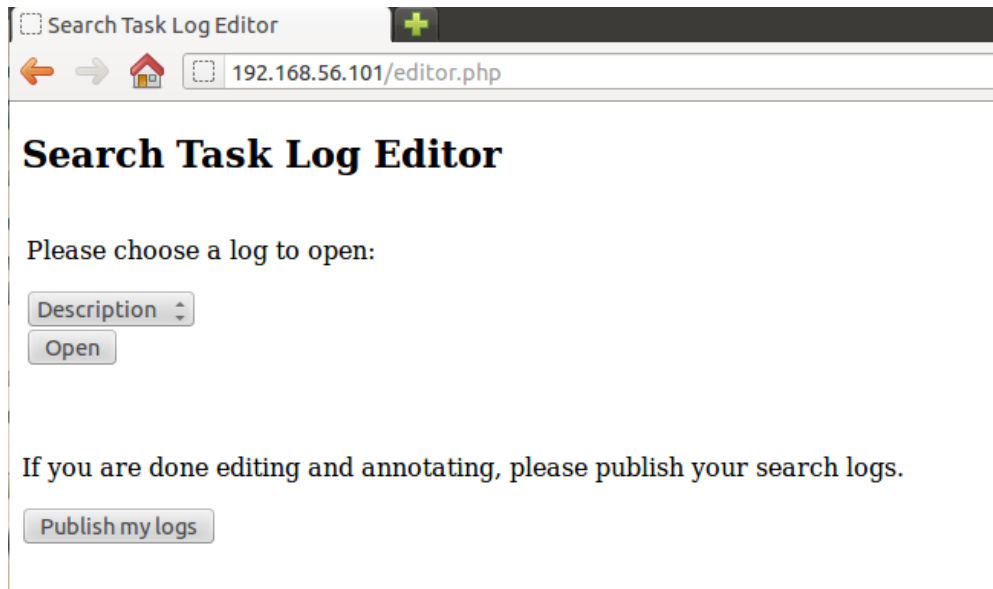 Search Task Log Editor
192.168.56.101/editor.php
Search Task Log Editor
Please choose a log to open:
Description
Open
If you are done editing and annotating, please publish your search logs.
Publish my logs